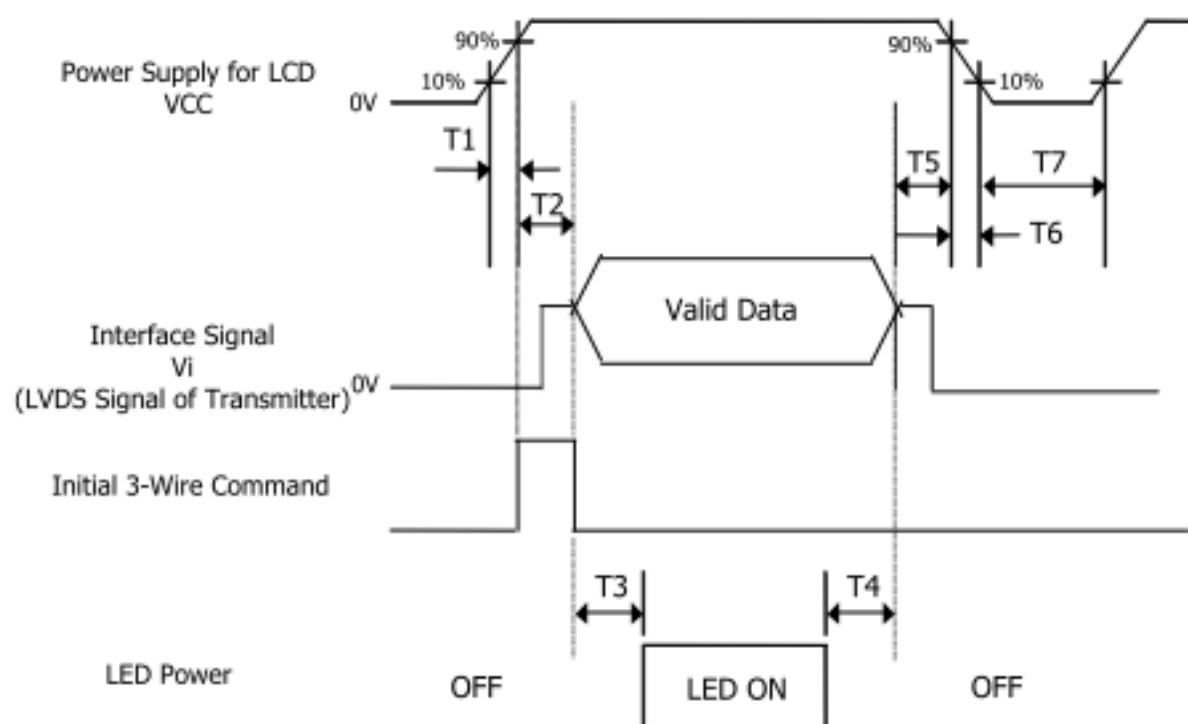 90%
90%
Power Supply for LCD
VCC
10%
10%
0V
T1
T5
T7
T2
T6
Valid Data
Interface Signal
Vi
(LVDS Signal of Transmitter)
0V
Initial 3-Wire Command
T3
T4
LED Power
OFF
LED ON
OFF